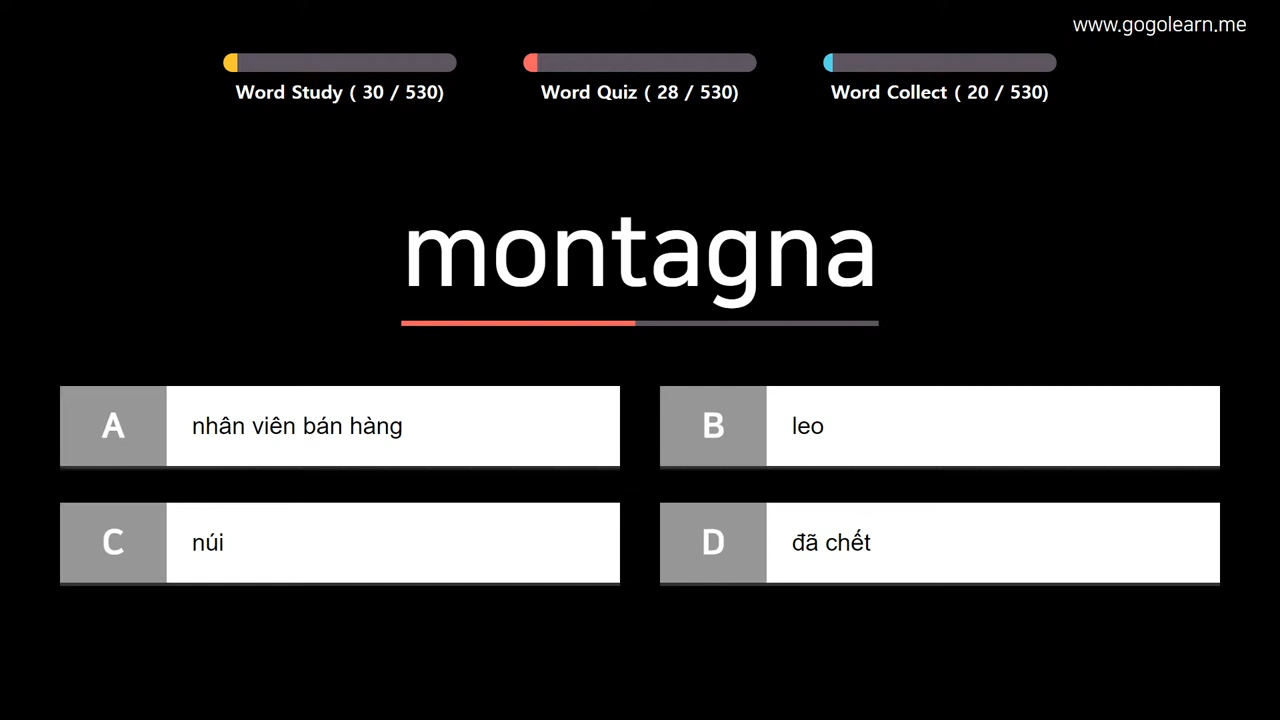 www.gogolearn.me
Word Study ( 30 / 530)
Word Quiz ( 28 / 530)
Word Collect ( 20 / 530)
montagna
A nhân viên bán hàng
B leo
C núi
D đã chết